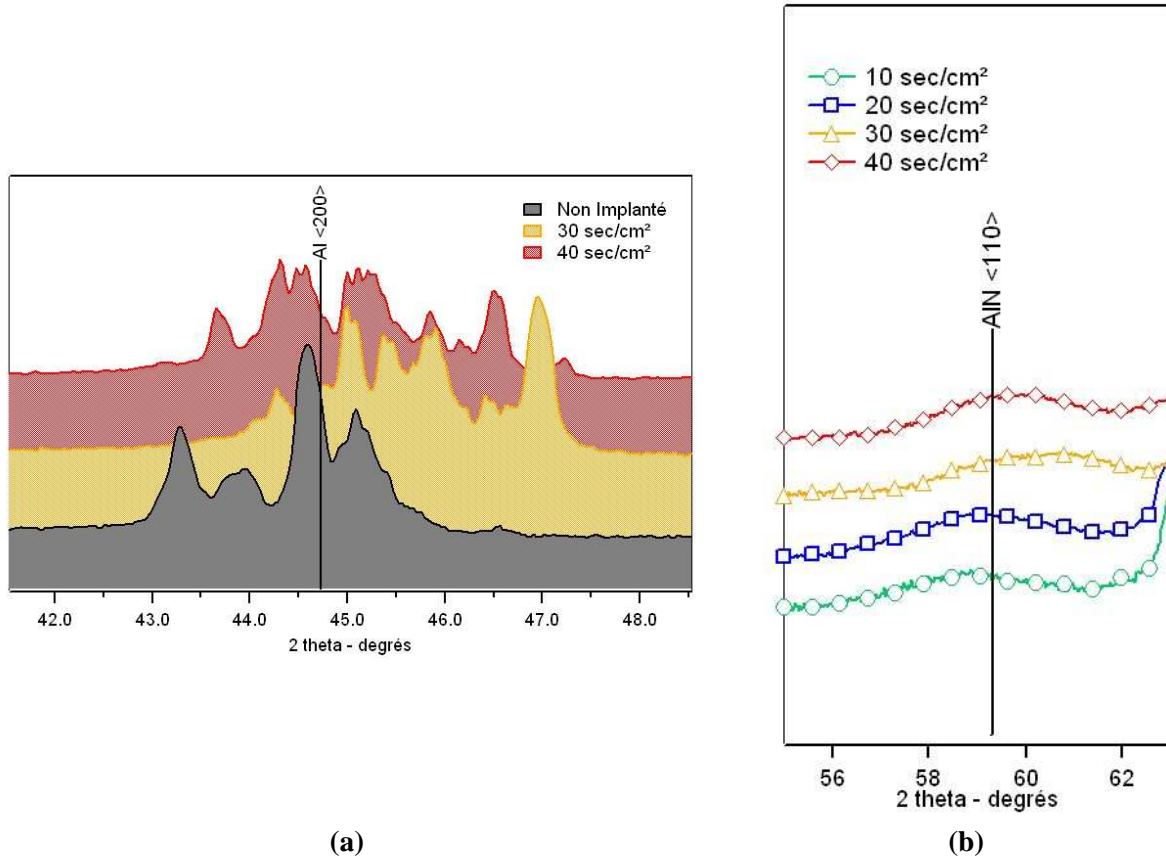 Al <200>
Non Implanté
30 sec/cm²
40 sec/cm²
42.0 43.0 44.0 45.0 46.0 47.0 48.0
2 theta - degrés
(a)
10 sec/cm²
20 sec/cm²
30 sec/cm²
40 sec/cm²
AlN <110>
56 58 60 62
2 theta - degrés
(b)